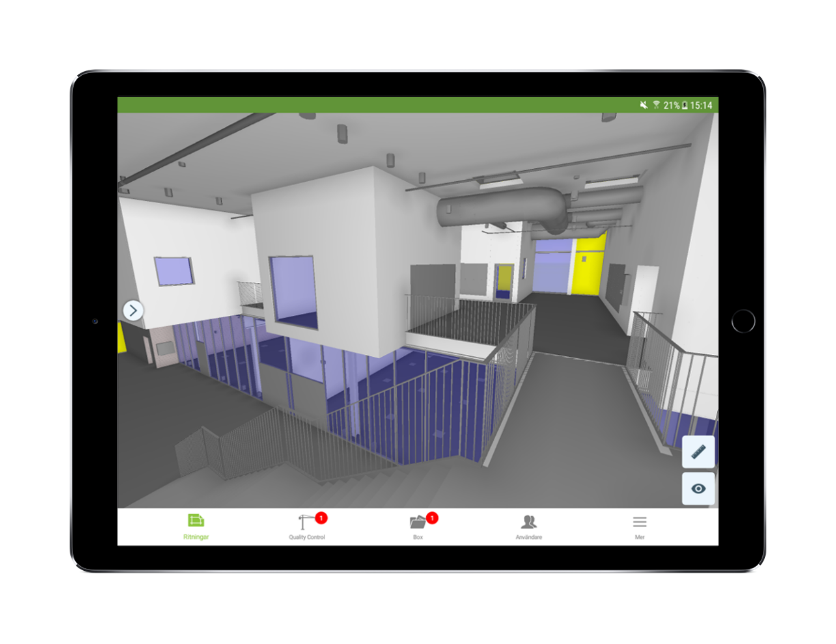 21% 15:14
1
1
Ritningar
Quality Control
Box
Användare
Mer